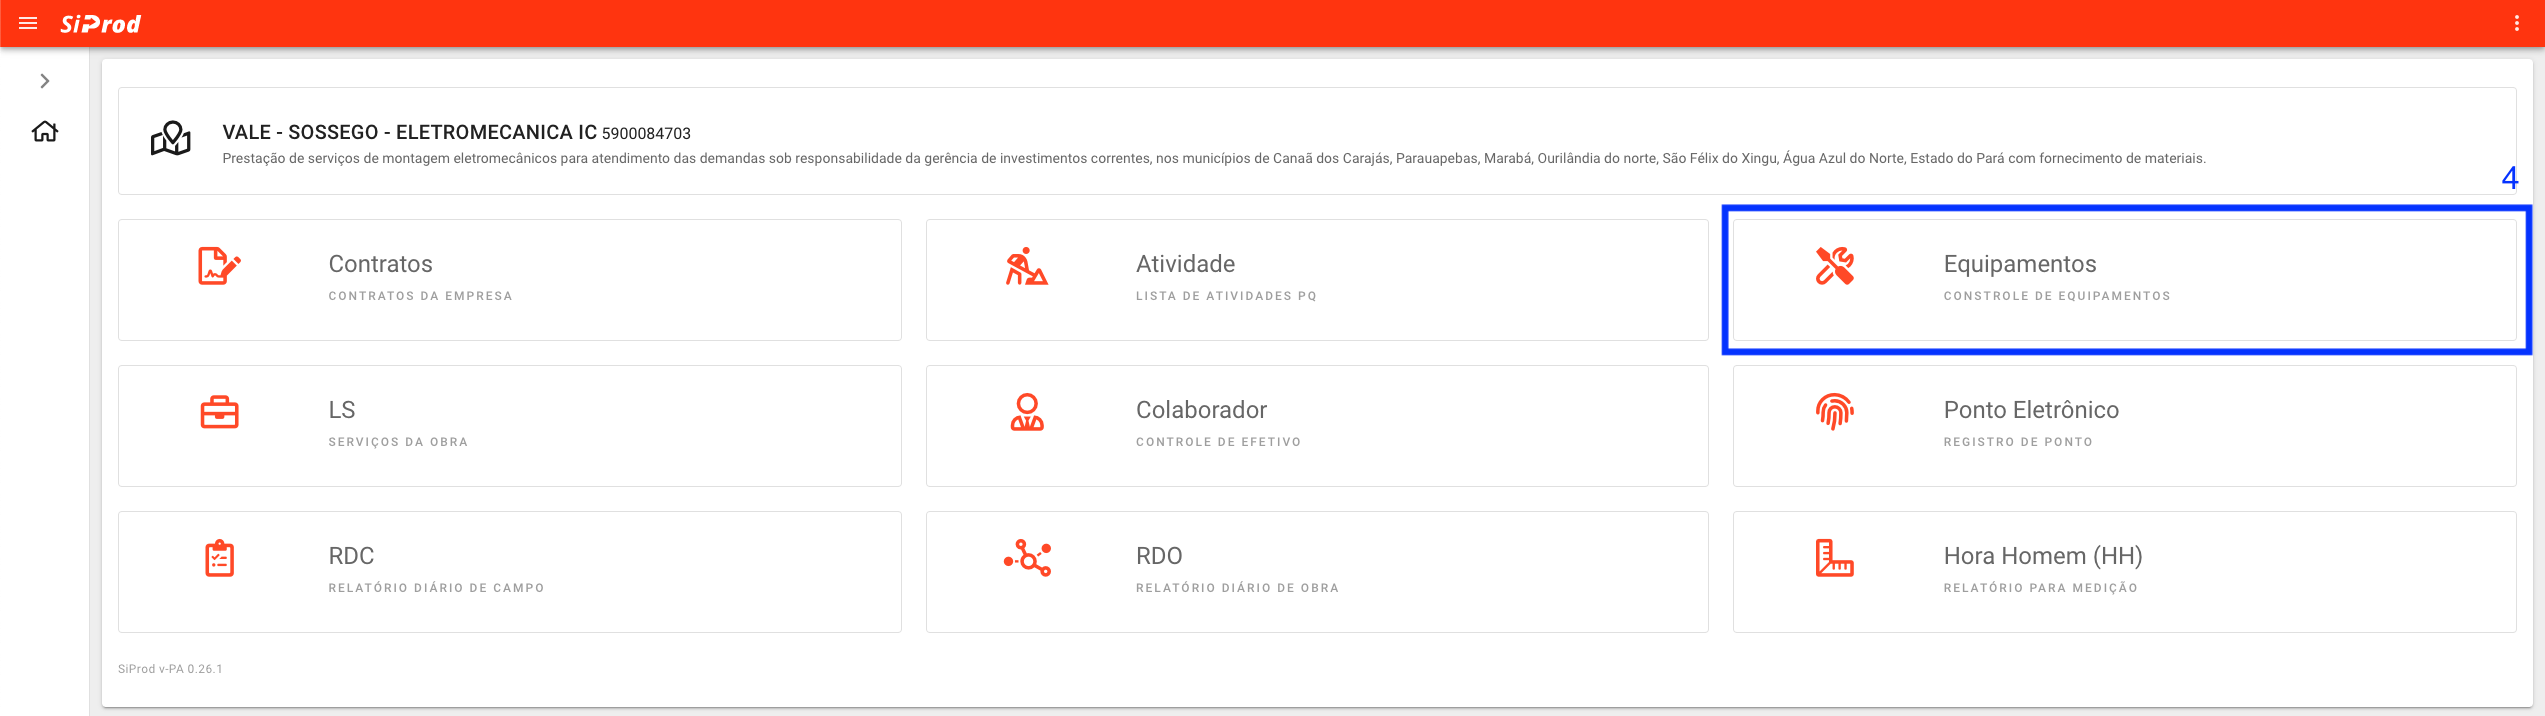 SiProd
VALE - SOSSEGO - ELETROMECANICA IC 5900084703
Prestação de serviços de montagem eletromecânicos para atendimento das demandas sob responsabilidade da gerência de investimentos correntes, nos municípios de Canaã dos Carajás, Parauapebas, Marabá, Ourilândia do norte, São Félix do Xingu, Água Azul do Norte, Estado do Pará com fornecimento de materiais.
4
Contratos
CONTRATOS DA EMPRESA
Atividade
LISTA DE ATIVIDADES PQ
Equipamentos
CONSTROLE DE EQUIPAMENTOS
LS
SERVIÇOS DA OBRA
Colaborador
CONTROLE DE EFETIVO
Ponto Eletrônico
REGISTRO DE PONTO
RDC
RELATÓRIO DIÁRIO DE CAMPO
RDO
RELATÓRIO DIÁRIO DE OBRA
Hora Homem (HH)
RELATÓRIO PARA MEDIÇÃO
SiProd v-PA 0.26.1